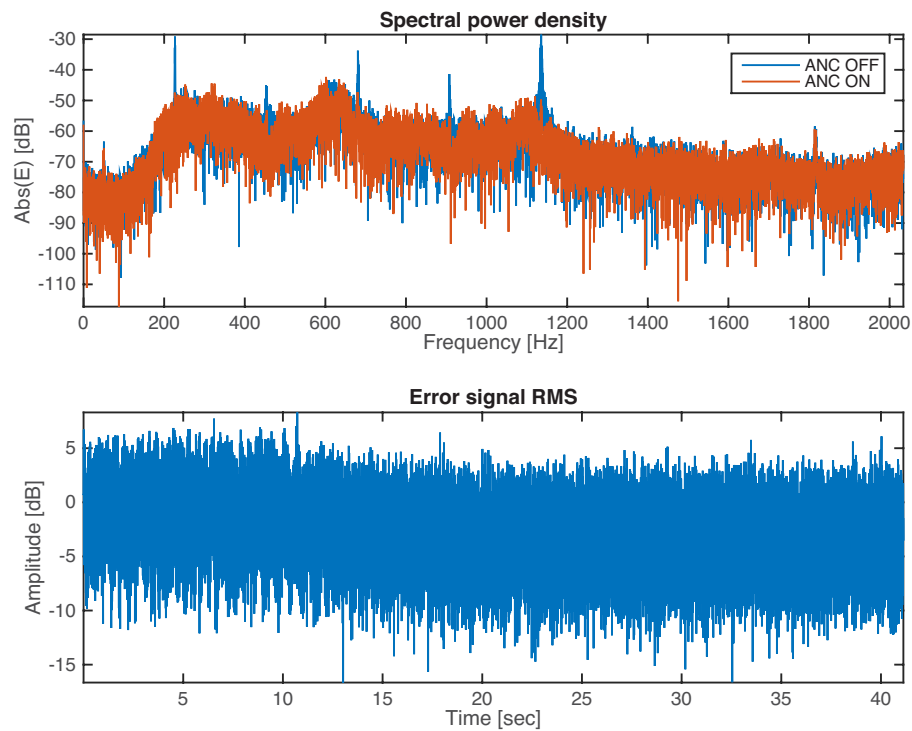 Spectral power density
-30
-40
-50
-60
-70
-80
-90
-100
-110
Abs(E) [dB]
ANC OFF
ANC ON
0 200 400 600 800 1000 1200 1400 1600 1800 2000
Frequency [Hz]
Error signal RMS
5
0
-5
-10
-15
Amplitude [dB]
5 10 15 20 25 30 35 40
Time [sec]